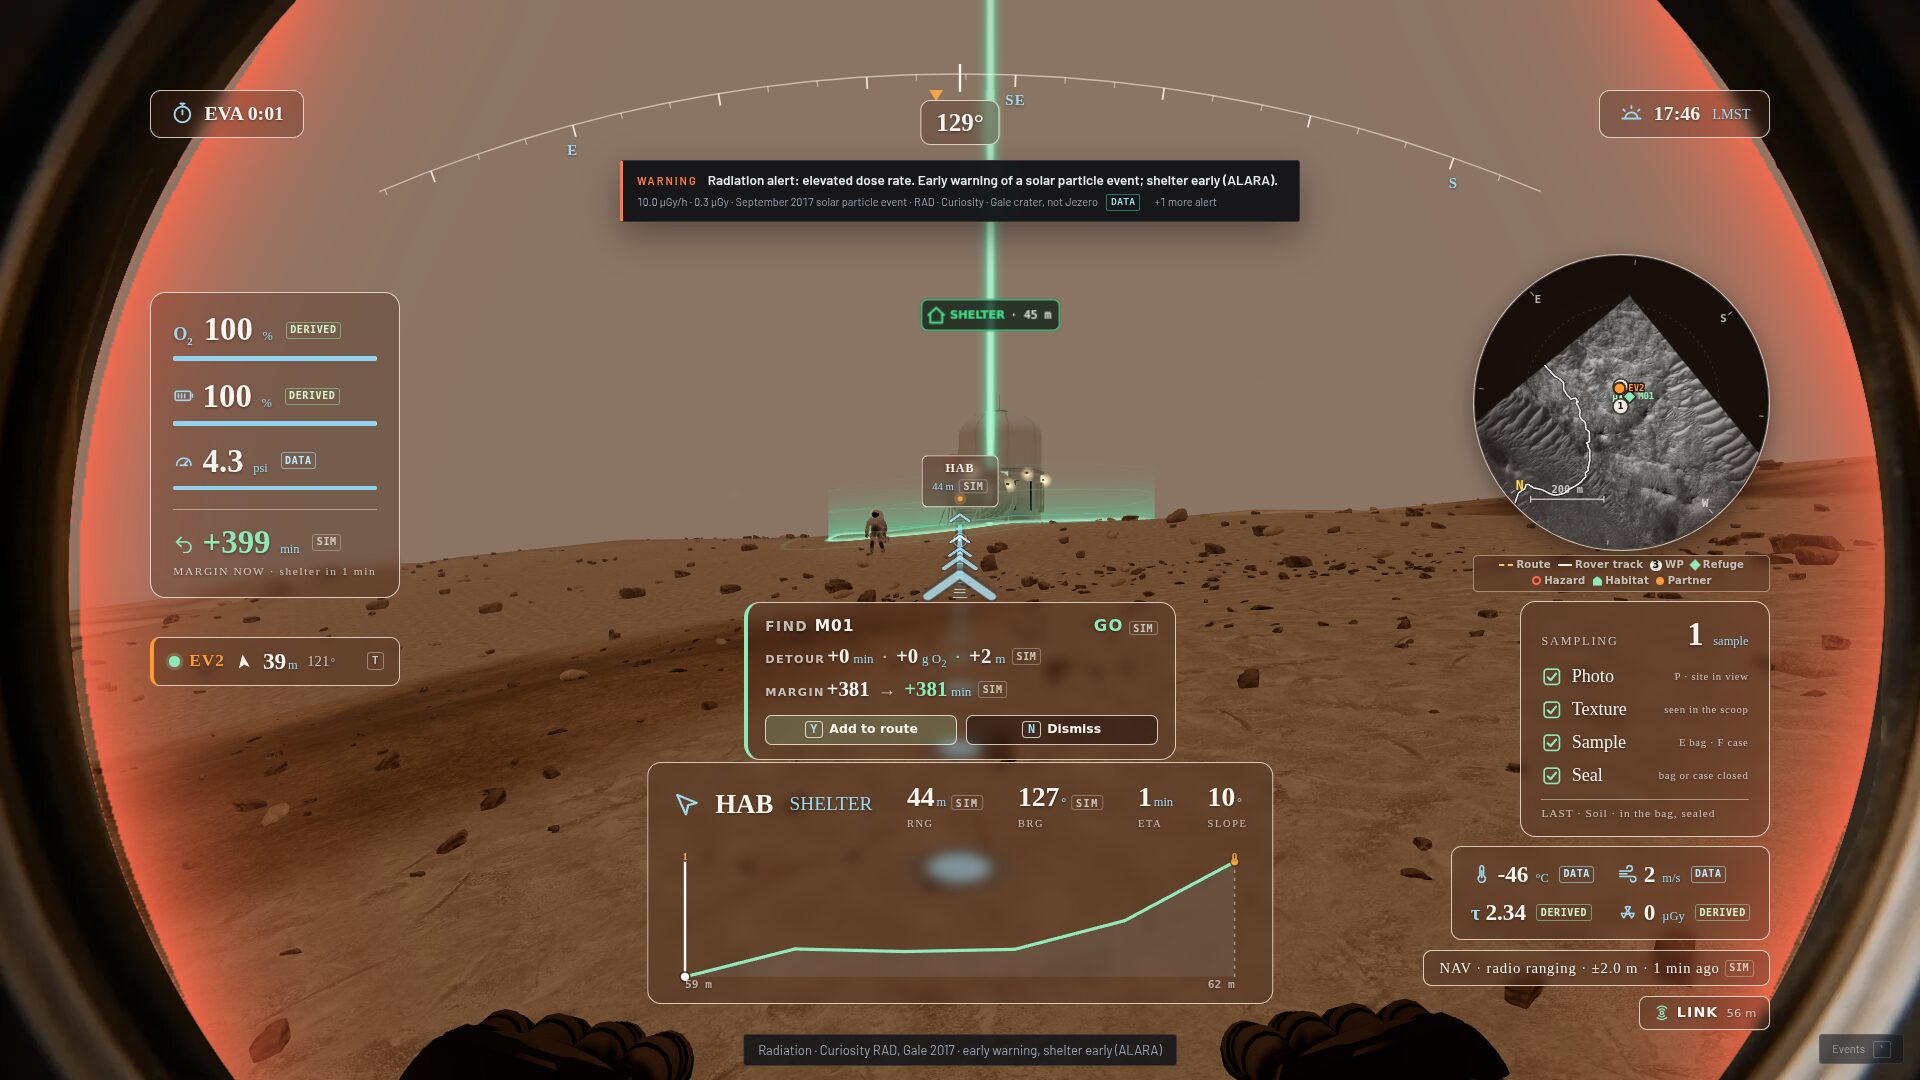 EVA 0:01
E
129°
SE
S
17:46 LMST
WARNING Radiation alert: elevated dose rate. Early warning of a solar particle event; shelter early (ALARA).
10.0 µGy/h · 0.3 µGy · September 2017 solar particle event · RAD · Curiosity · Gale crater, not Jezero DATA +1 more alert
SHELTER · 45 m
HAB
44 m SIM
O2 100 % DERIVED
100 % DERIVED
4.3 psi DATA
+399 min SIM
MARGIN NOW · shelter in 1 min
EV2 39 m 121° T
E
S
EV2
M01
1
N
200 m
W
Route Rover track 3 WP Refuge
Hazard Habitat Partner
FIND M01 GO SIM
DETOUR +0 min · +0 g O2 · +2 m SIM
MARGIN +381 → +381 min SIM
Y Add to route N Dismiss
HAB SHELTER 44 m SIM 127° SIM 1 min 10°
RNG BRG ETA SLOPE
1
59 m 62 m
SAMPLING 1 sample
Photo P · site in view
Texture seen in the scoop
Sample E bag · F case
Seal bag or case closed
LAST · Soil · in the bag, sealed
-46 °C DATA 2 m/s DATA
τ 2.34 DERIVED 0 µGy DERIVED
NAV · radio ranging · ±2.0 m · 1 min ago SIM
LINK 56 m
Radiation · Curiosity RAD, Gale 2017 · early warning, shelter early (ALARA)
Events